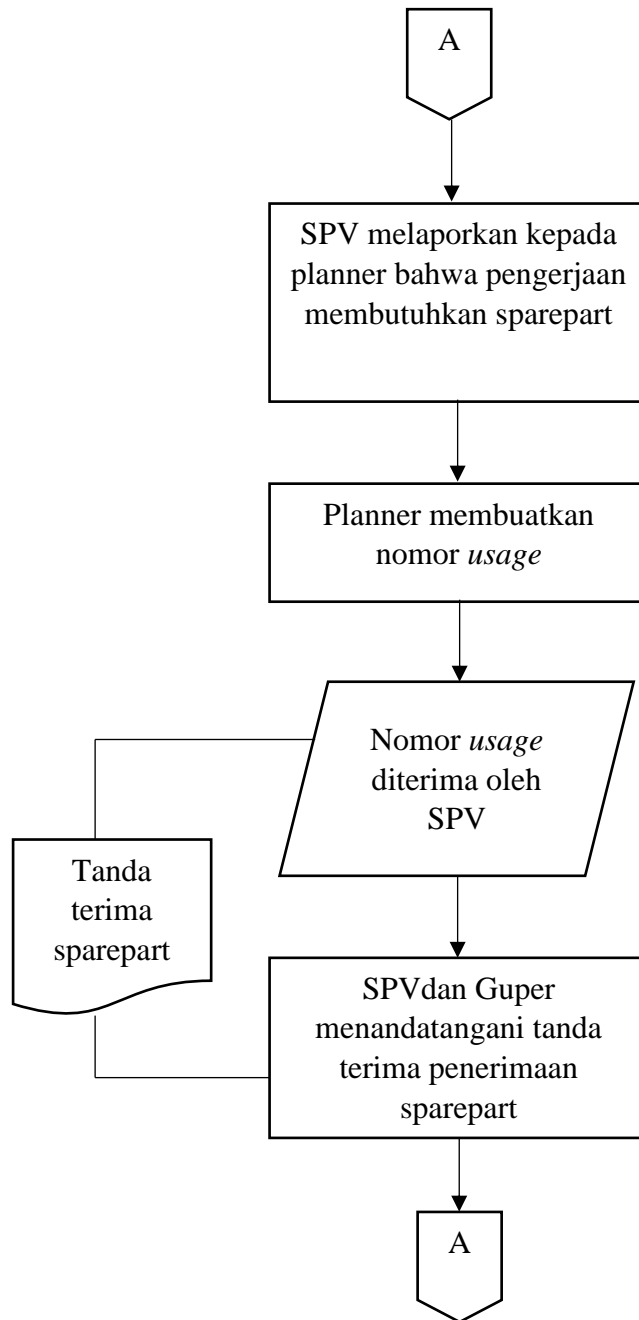 A
SPV melaporkan kepada
planner bahwa pengerjaan
membutuhkan sparepart
Planner membuatkan
nomor usage
Nomor usage
diterima oleh
SPV
Tanda
terima
sparepart
SPVdan Guper
menandatangani tanda
terima penerimaan
sparepart
A